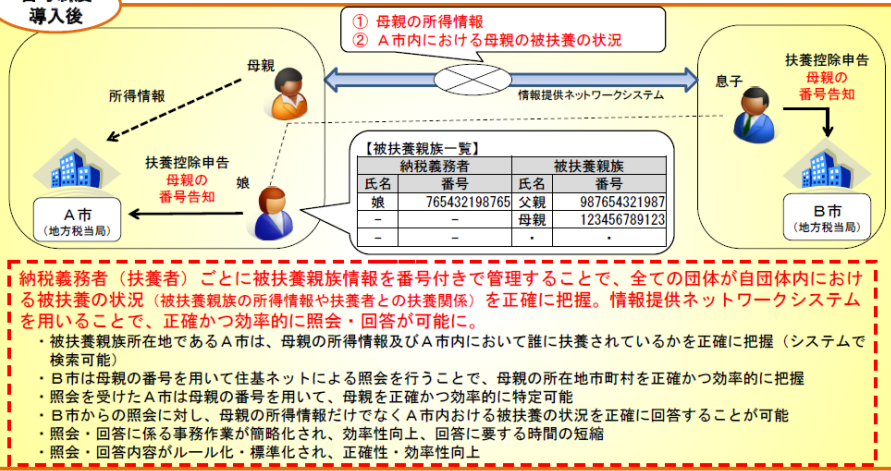 導入後
① 母親の所得情報
② A市内における母親の被扶養の状況
母親
所得情報
情報提供ネットワークシステム
息子
扶養控除申告
母親の
番号告知
扶養控除申告
母親の
番号告知
娘
A市
(地方税当局)
B市
(地方税当局)
【被扶養親族一覧】
納税義務者 被扶養親族
氏名 番号 氏名 番号
娘 765432198765 父親 987654321987
- - 母親 123456789123
- - ・ ・
納税義務者(扶養者)ごとに被扶養親族情報を番号付きで管理することで、全ての団体が自団体内におけ
る被扶養の状況(被扶養親族の所得情報や扶養者との扶養関係)を正確に把握。情報提供ネットワークシステム
を用いることで、正確かつ効率的に照会・回答が可能に。
・被扶養親族所在地であるA市は、母親の所得情報及びA市内において誰に扶養されているかを正確に把握(システムで
検索可能)
・B市は母親の番号を用いて住基ネットによる照会を行うことで、母親の所在地市町村を正確かつ効率的に把握
・照会を受けたA市は母親の番号を用いて、母親を正確かつ効率的に特定可能
・B市からの照会に対し、母親の所得情報だけでなくA市内おける被扶養の状況を正確に回答することが可能
・照会・回答に係る事務作業が簡略化され、効率性向上、回答に要する時間の短縮
・照会・回答内容がルール化・標準化され、正確性・効率性向上